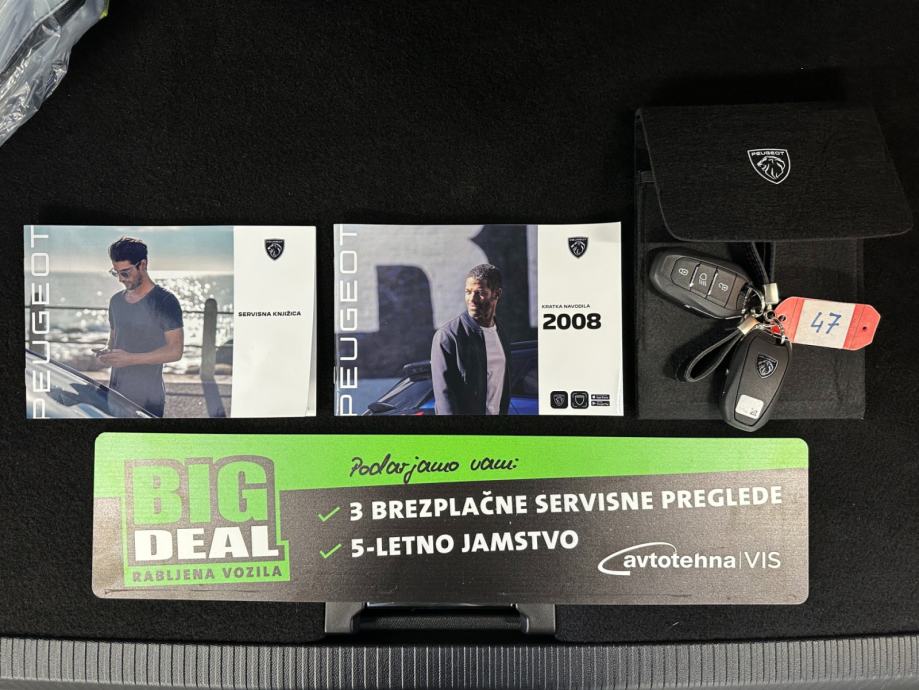 PEUGEOT
PEUGEOT
SERVISNA KNJIŽICA
PEUGEOT
KRATKA NAVODILA
2008
47
Podarjamo vam:
BIG
DEAL
RABLJENA VOZILA
3 BREZPLAČNE SERVISNE PREGLEDE
5-LETNO JAMSTVO
avtotehna|VIS